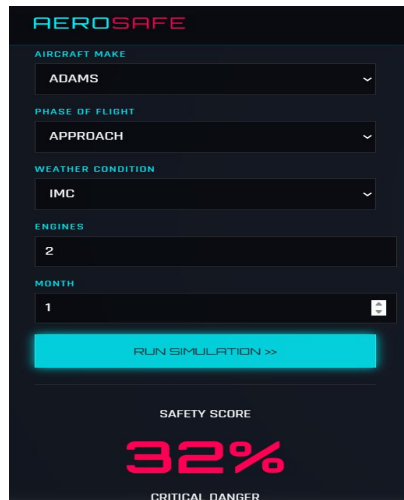 AEROSAFE
AIRCRAFT MAKE
ADAMS
PHASE OF FLIGHT
APPROACH
WEATHER CONDITION
IMC
ENGINES
2
MONTH
1
RUN SIMULATION >>
SAFETY SCORE
32%
CRITICAL DANGER